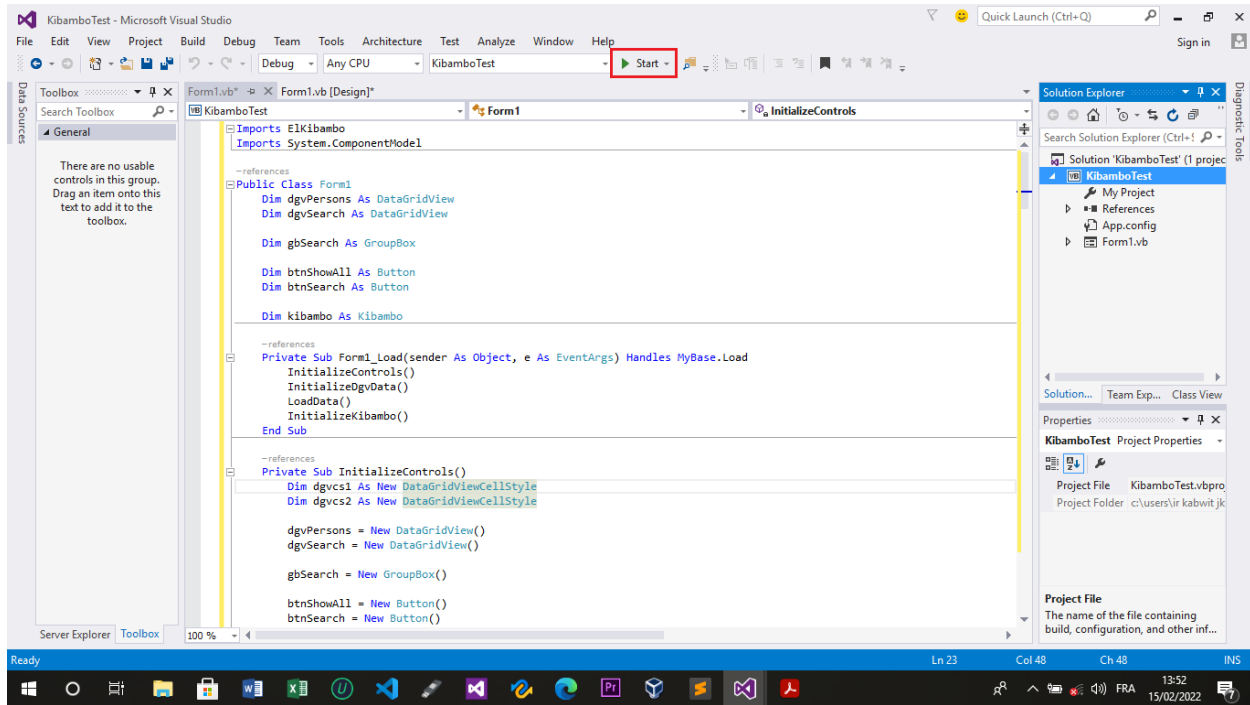 KibamboTest - Microsoft Visual Studio
Quick Launch (Ctrl+Q)
File Edit View Project Build Debug Team Tools Architecture Test Analyze Window Help
Sign in
Debug Any CPU KibamboTest Start
Data Sources
Toolbox
Search Toolbox
General
There are no usable
controls in this group.
Drag an item onto this
text to add it to the
toolbox.
Server Explorer Toolbox
Form1.vb* Form1.vb [Design]*
VB KibamboTest Form1 InitializeControls
Imports ElKibambo
Imports System.ComponentModel
-references
Public Class Form1
Dim dgvPersons As DataGridView
Dim dgvSearch As DataGridView
Dim gbSearch As GroupBox
Dim btnShowAll As Button
Dim btnSearch As Button
Dim kibambo As Kibambo
-references
Private Sub Form1_Load(sender As Object, e As EventArgs) Handles MyBase.Load
InitializeControls()
InitializeDgvData()
LoadData()
InitializeKibambo()
End Sub
-references
Private Sub InitializeControls()
Dim dgvcs1 As New DataGridViewCellStyle
Dim dgvcs2 As New DataGridViewCellStyle
dgvPersons = New DataGridView()
dgvSearch = New DataGridView()
gbSearch = New GroupBox()
btnShowAll = New Button()
btnSearch = New Button()
100 %
Solution Explorer
Search Solution Explorer (Ctrl+
Solution 'KibamboTest' (1 projec
VB KibamboTest
My Project
References
App.config
Form1.vb
Solution... Team Exp... Class View
Properties
KibamboTest Project Properties
Project File KibamboTest.vbpro
Project Folder c:\users\ir kabwit jk
Project File
The name of the file containing
build, configuration, and other inf...
Diagnostic Tools
Ready Ln 23 Col 48 Ch 48 INS
Pr
FRA
13:52
15/02/2022